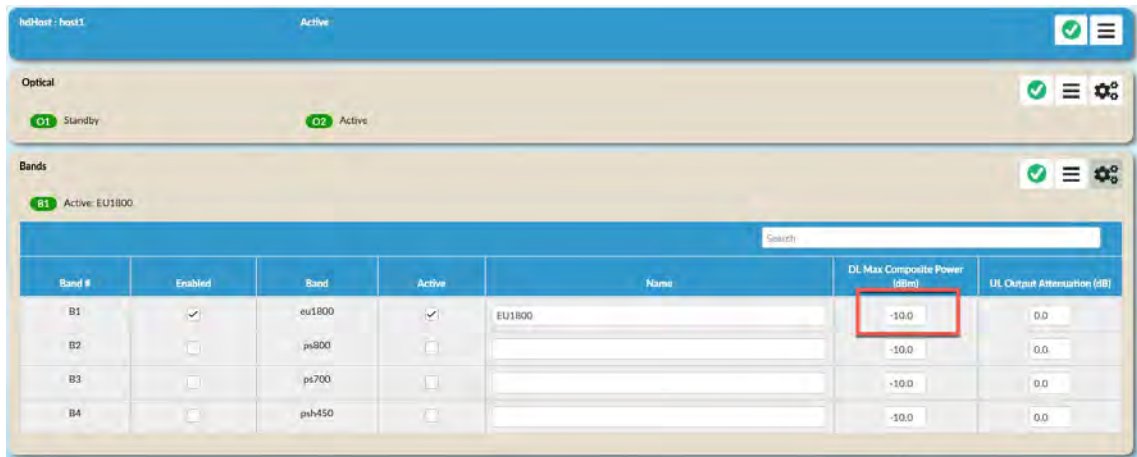 hdHost : host1 Active
Optical
O1 Standby O2 Active
Bands
B1 Active: EU1800
Search
Band # Enabled Band Active Name DL Max Composite Power (dBm) UL Output Attenuation (dB)
B1 eu1800 EU1800 -10.0 0.0
B2 ps800 -10.0 0.0
B3 ps700 -10.0 0.0
B4 psh450 -10.0 0.0